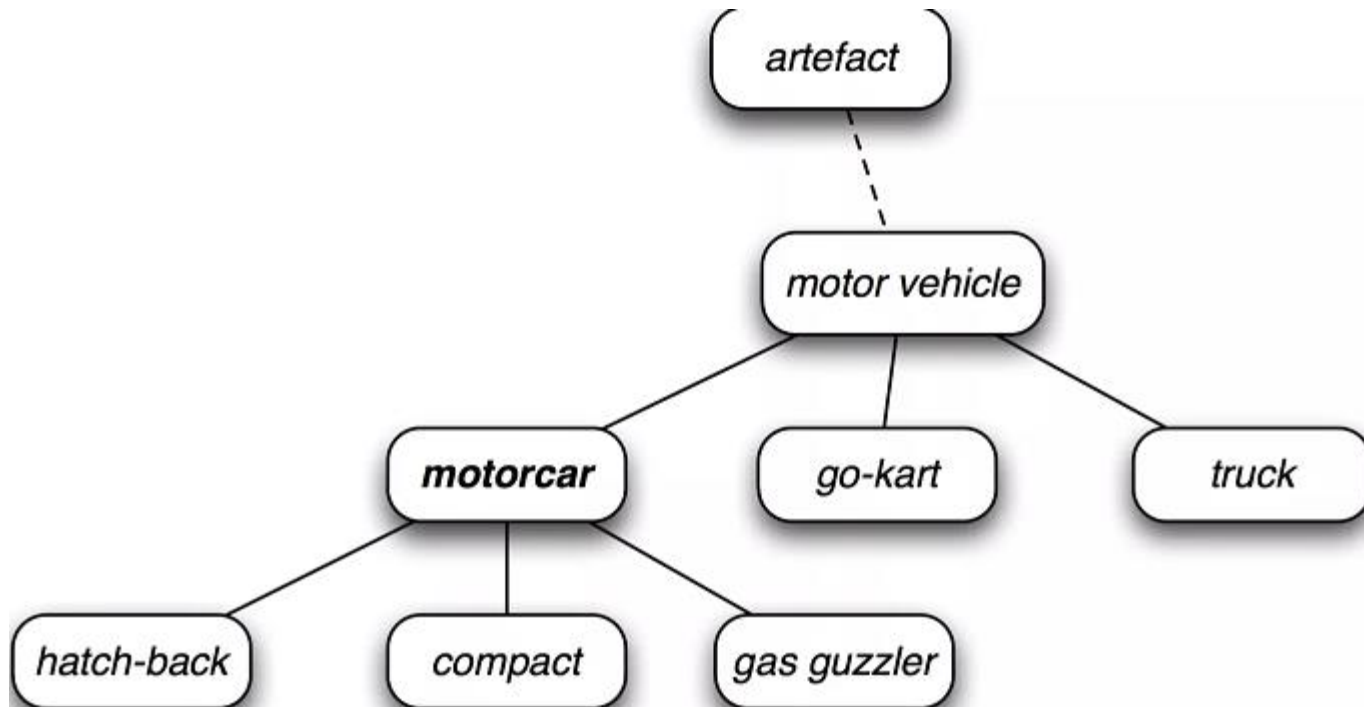 artefact
motor vehicle
motorcar
go-kart
truck
hatch-back
compact
gas guzzler